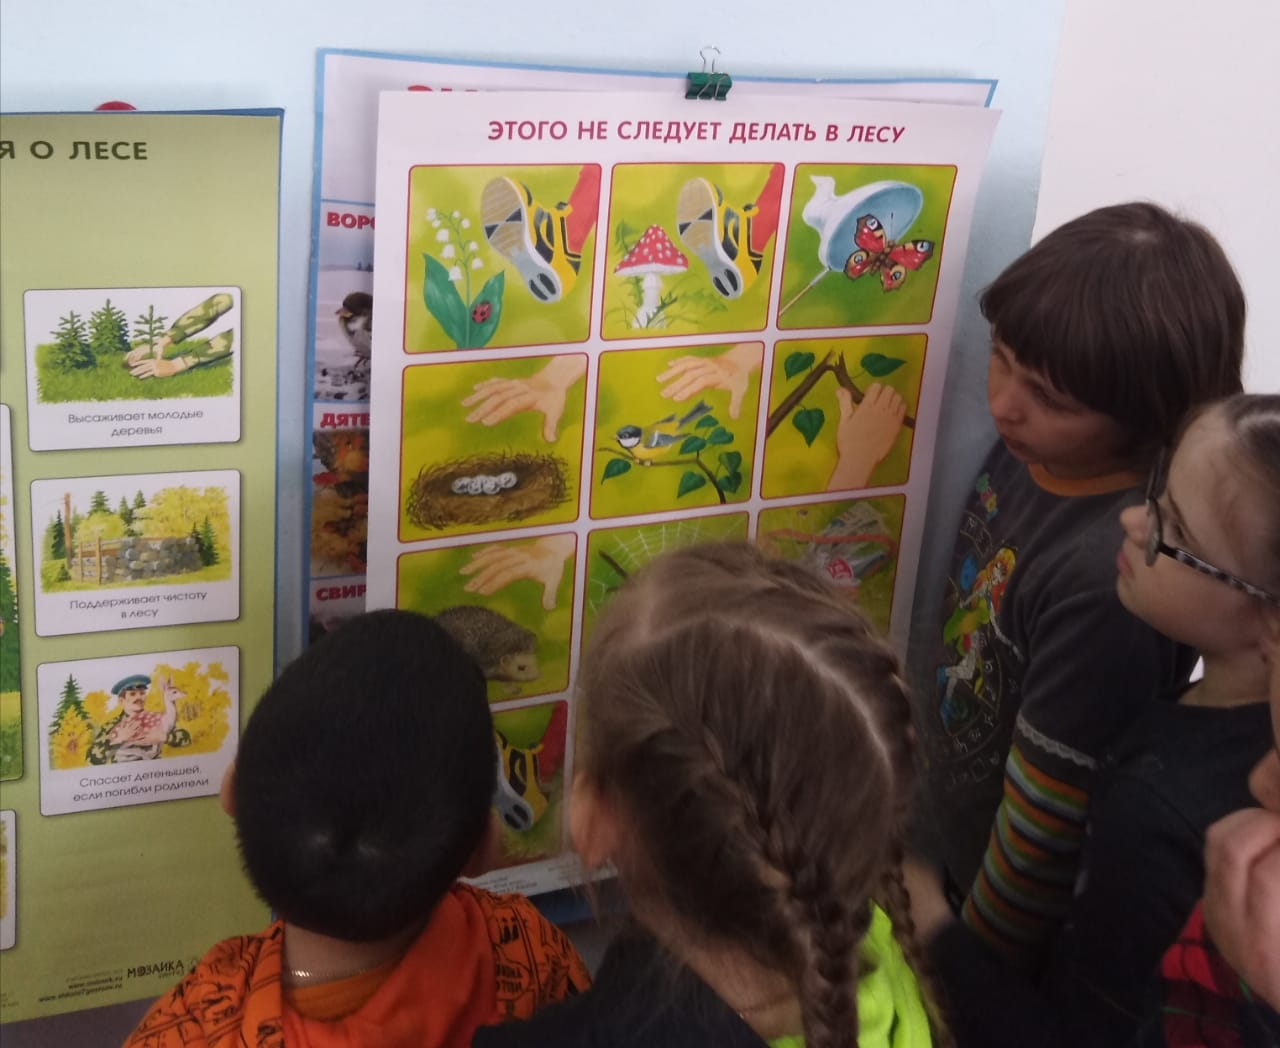 Я О ЛЕСЕ
Высаживает молодые
деревья
Поддерживает чистоту
в лесу
Спасает детенышей,
если погибли родители
МОЗАИКА
ВОРО
ДЯТЕ
СВИР
ЭТОГО НЕ СЛЕДУЕТ ДЕЛАТЬ В ЛЕСУ